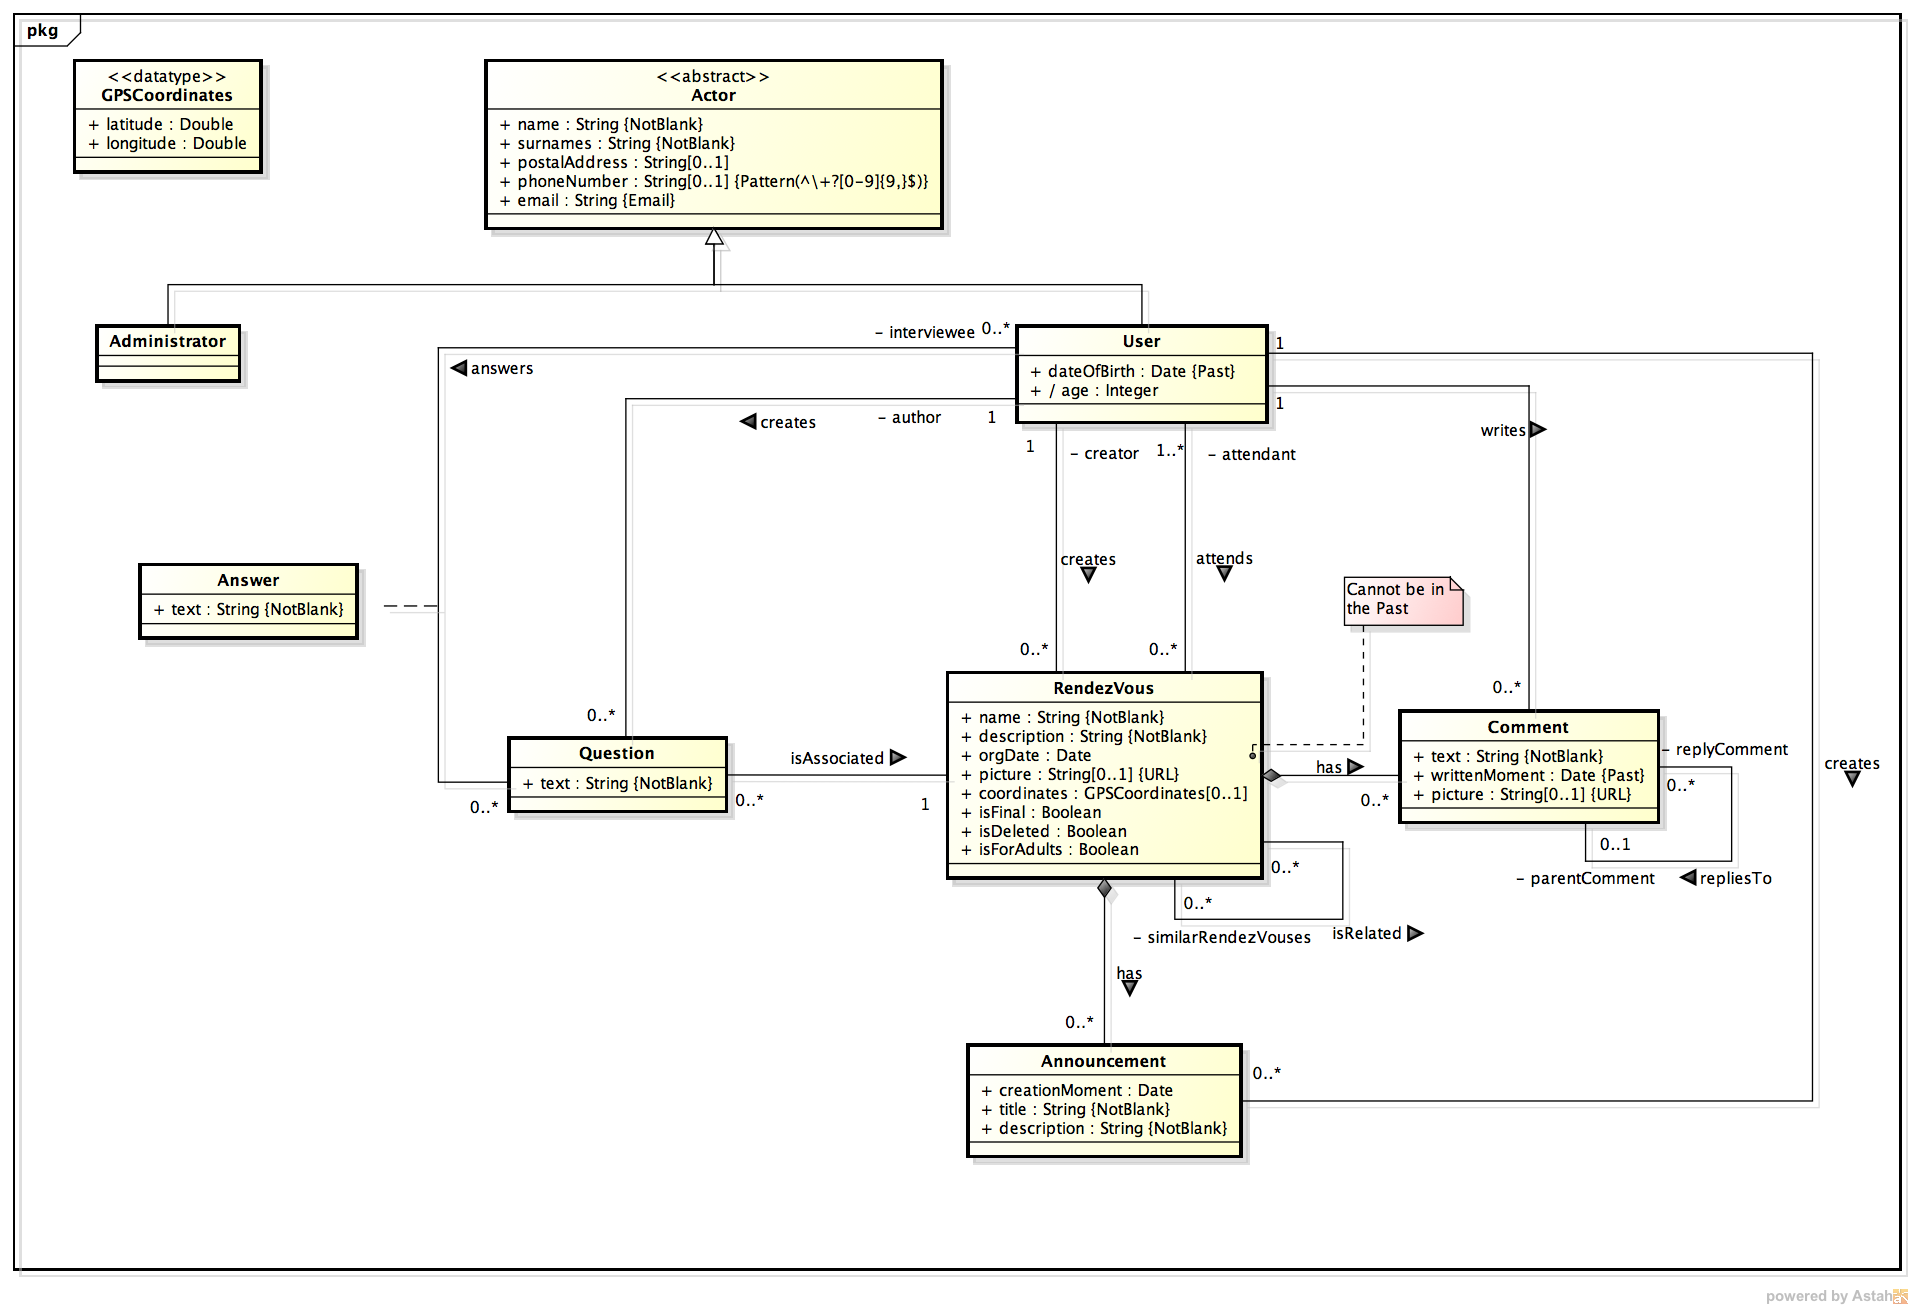 pkg
<<datatype>>
GPSCoordinates
+ latitude : Double
+ longitude : Double
<<abstract>>
Actor
+ name : String {NotBlank}
+ surnames : String {NotBlank}
+ postalAddress : String[0..1]
+ phoneNumber : String[0..1] {Pattern(^\+?[0-9]{9,}$)}
+ email : String {Email}
Administrator
- interviewee 0..*
answers
User
+ dateOfBirth : Date {Past}
+ / age : Integer
1
1
creates
- author
1
1
- creator
1..*
- attendant
writes
creates
attends
Answer
+ text : String {NotBlank}
Cannot be in
the Past
0..*
0..*
0..*
0..*
RendezVous
+ name : String {NotBlank}
+ description : String {NotBlank}
+ orgDate : Date
+ picture : String[0..1] {URL}
+ coordinates : GPSCoordinates[0..1]
+ isFinal : Boolean
+ isDeleted : Boolean
+ isForAdults : Boolean
Question
+ text : String {NotBlank}
0..*
0..*
isAssociated
1
has
0..*
Comment
+ text : String {NotBlank}
+ writtenMoment : Date {Past}
+ picture : String[0..1] {URL}
- replyComment
0..*
0..1
- parentComment
repliesTo
creates
0..*
0..*
- similarRendezVouses
isRelated
has
0..*
Announcement
+ creationMoment : Date
+ title : String {NotBlank}
+ description : String {NotBlank}
0..*
powered by Astah